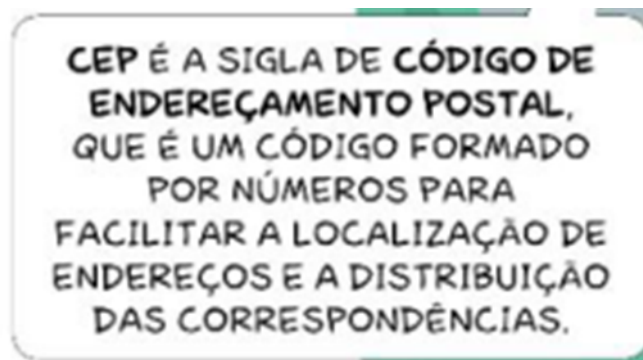 CEP É A SIGLA DE CÓDIGO DE
ENDEREÇAMENTO POSTAL,
QUE É UM CÓDIGO FORMADO
POR NÚMEROS PARA
FACILITAR A LOCALIZAÇÃO DE
ENDEREÇOS E A DISTRIBUIÇÃO
DAS CORRESPONDÊNCIAS.